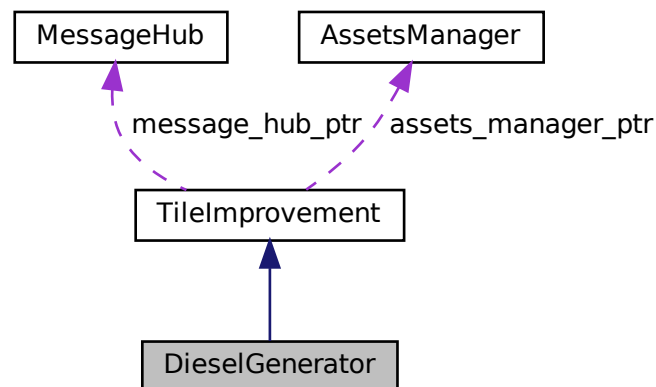 MessageHub
AssetsManager
message_hub_ptr
assets_manager_ptr
TileImprovement
DieselGenerator